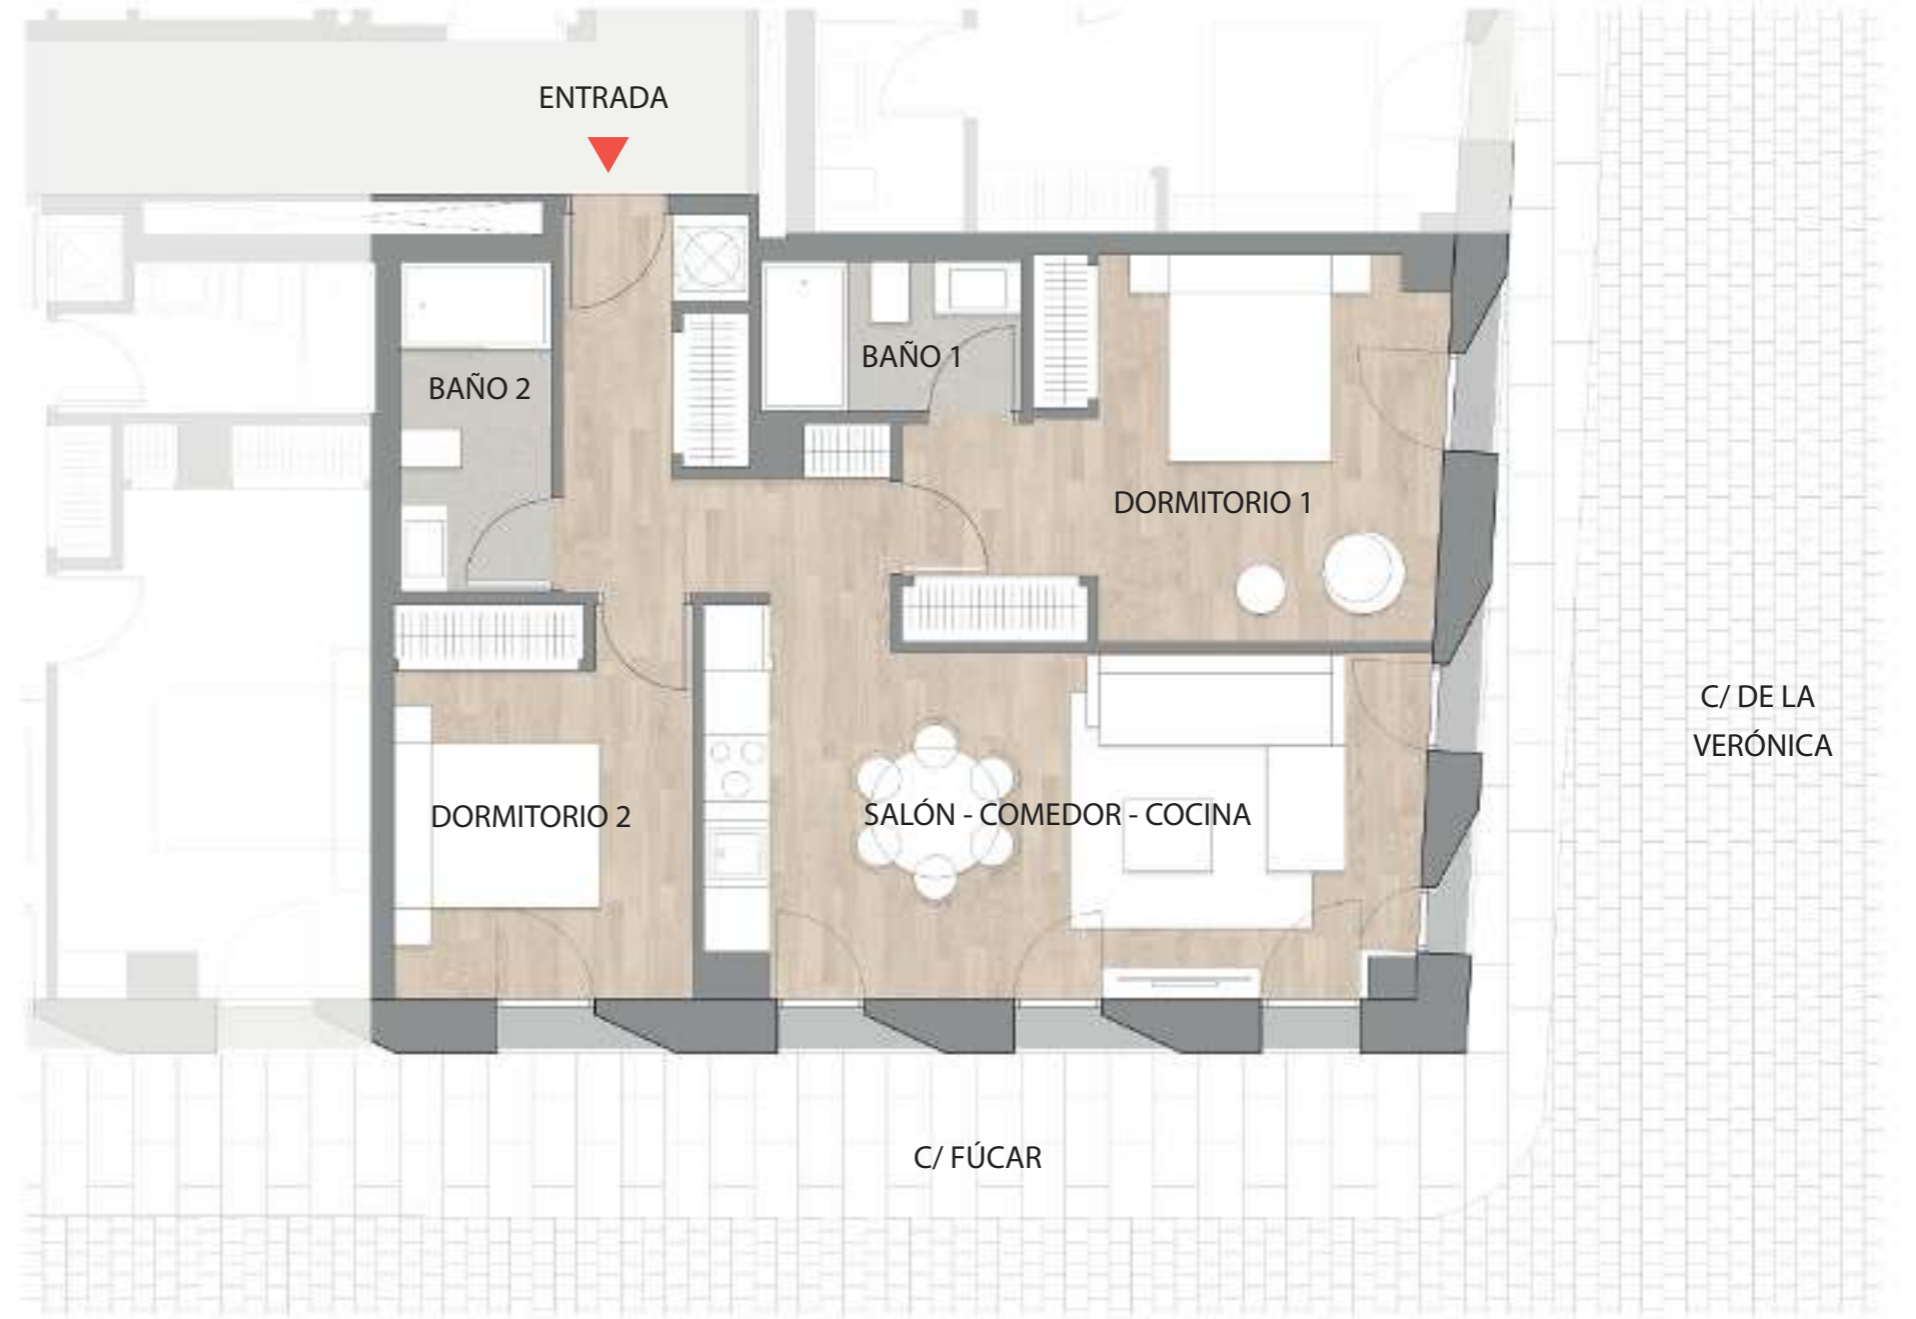 ENTRADA
BAÑO 1
BAÑO 2
DORMITORIO 1
C/ DE LA
VERÓNICA
DORMITORIO 2
SALÓN - COMEDOR - COCINA
C/ FÚCAR